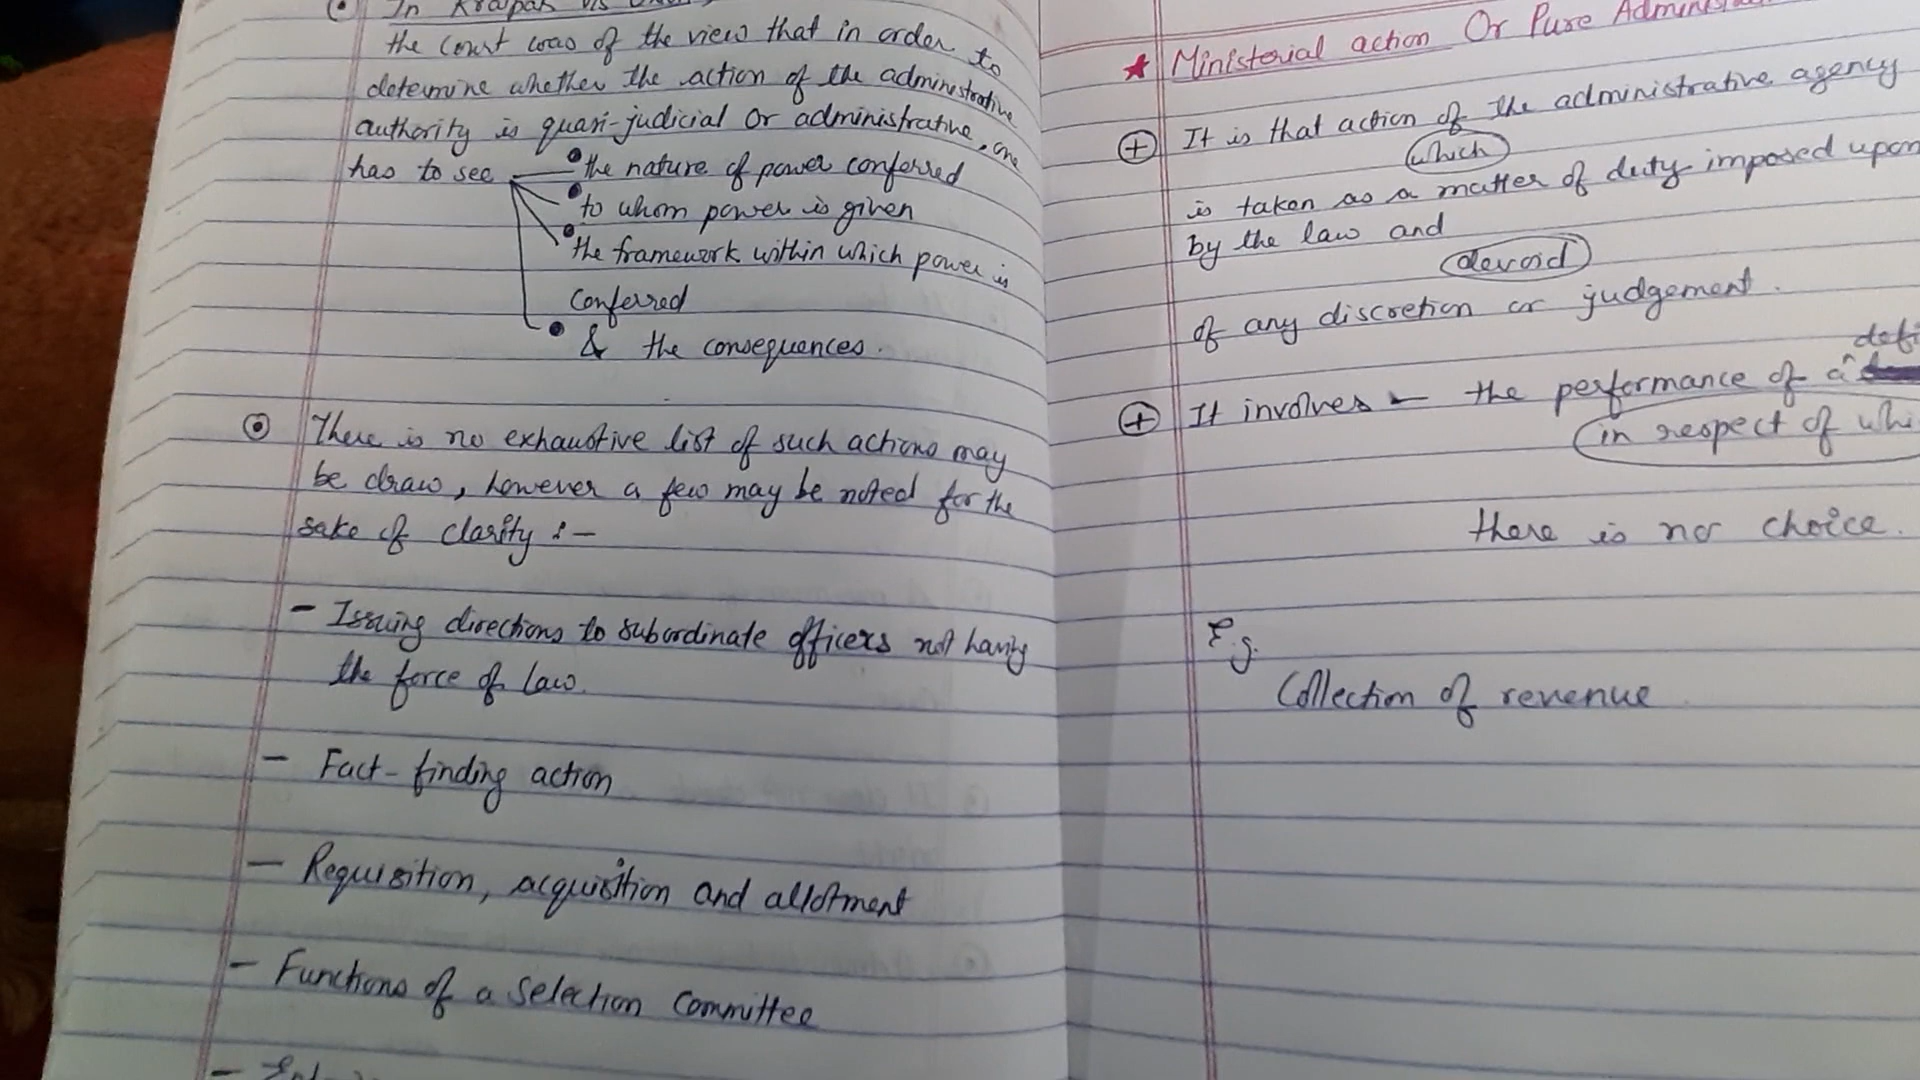 In Kraipak v/s
the court was of the view that in order to
determine whether the action of the administrative
authority is quasi-judicial or administrative, one
has to see • the nature of power conferred
• to whom power is given
• the framework within which power is
conferred
• & the consequences.
There is no exhaustive list of such actions may
be draw, however a few may be noted for the
sake of clarity :-
- Issuing directions to subordinate officers not having
the force of law.
- Fact-finding action
- Requisition, acquisition and allotment
- Functions of a Selection Committee
★ Ministerial action Or Pure
+ It is that action of the administrative agency
which
is taken as a matter of duty imposed upon
by the law and
devoid
of any discretion or judgement.
+ It involves - the performance of a
in respect of
there is no choice.
E.g.
Collection of revenue